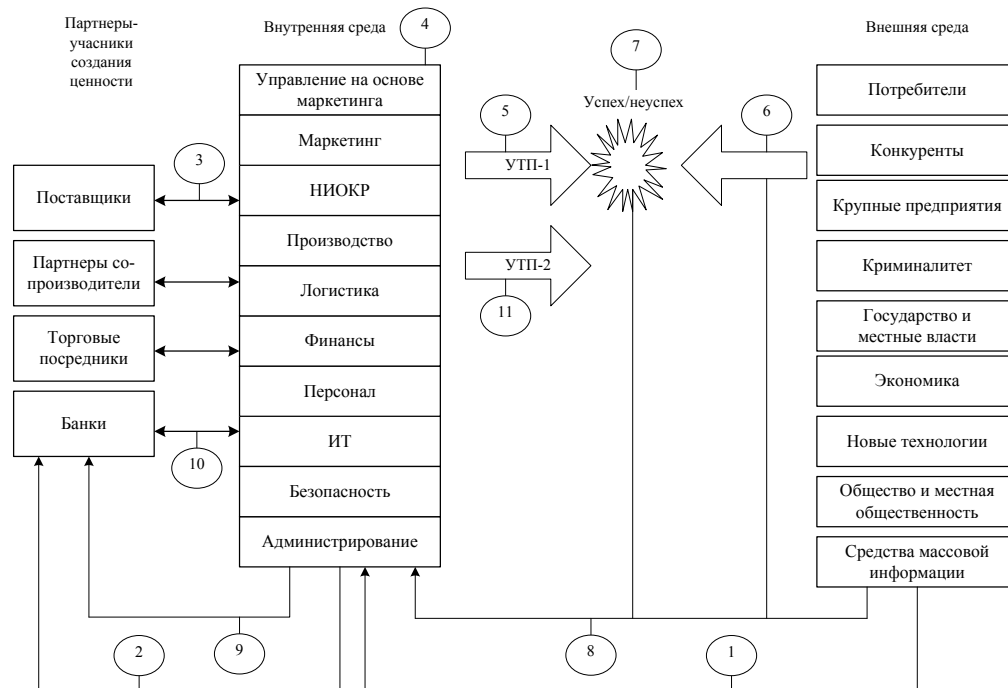 Партнеры-
учасники
создания
ценности
Внутренняя среда
4
7
Внешняя среда
Управление на основе
маркетинга
Маркетинг
НИОКР
Производство
Логистика
Финансы
Персонал
ИТ
Безопасность
Администрирование
Поставщики
Партнеры со-
производители
Торговые
посредники
Банки
3
10
5
Успех/неуспех
6
УТП-1
УТП-2
11
Потребители
Конкуренты
Крупные предприятия
Криминалитет
Государство и
местные власти
Экономика
Новые технологии
Общество и местная
общественность
Средства массовой
информации
2
9
8
1